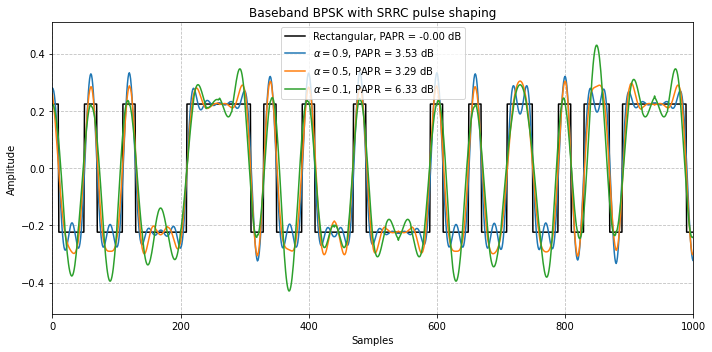 Baseband BPSK with SRRC pulse shaping
Rectangular, PAPR = -0.00 dB
α = 0.9, PAPR = 3.53 dB
α = 0.5, PAPR = 3.29 dB
α = 0.1, PAPR = 6.33 dB
Amplitude
0.4
0.2
0.0
−0.2
−0.4
0
200
400
600
800
1000
Samples